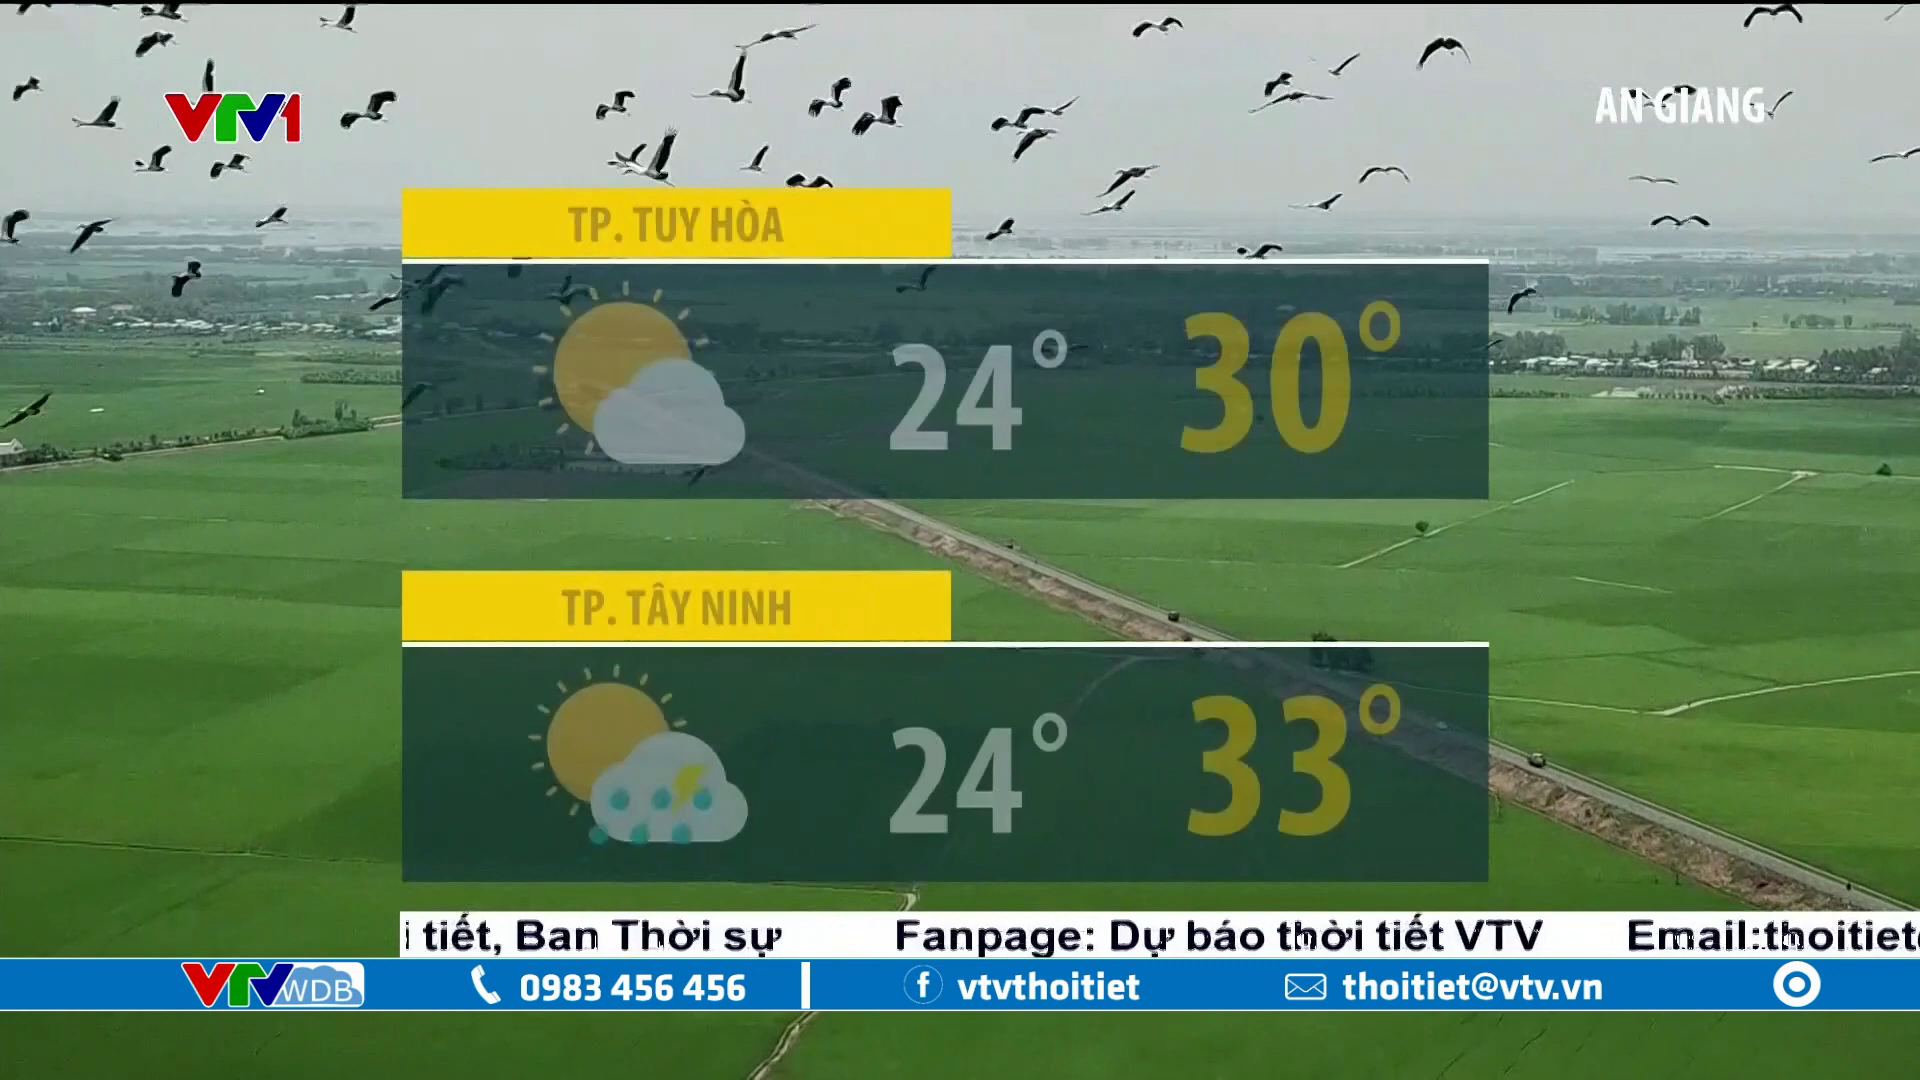 VTV1
AN GIANG
TP. TUY HÒA
24° 30°
TP. TÂY NINH
24° 33°
i tiết, Ban Thời sự Fanpage: Dự báo thời tiết VTV Email:thoitiet
VTV WDB 0983 456 456 vtvthoitiet thoitiet@vtv.vn